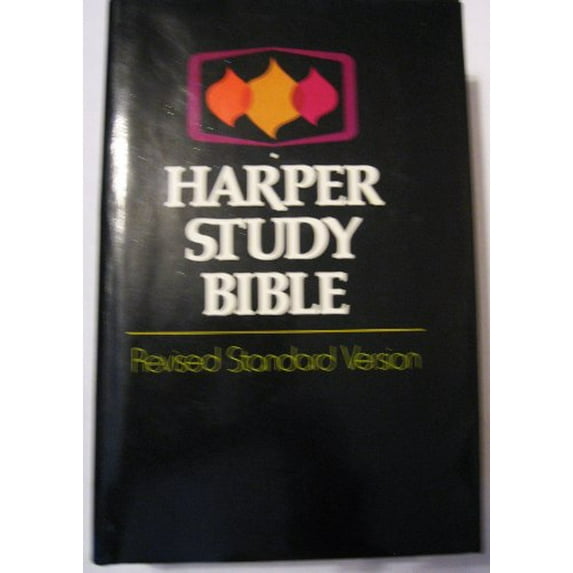 HARPER
STUDY
BIBLE
Revised Standard Version